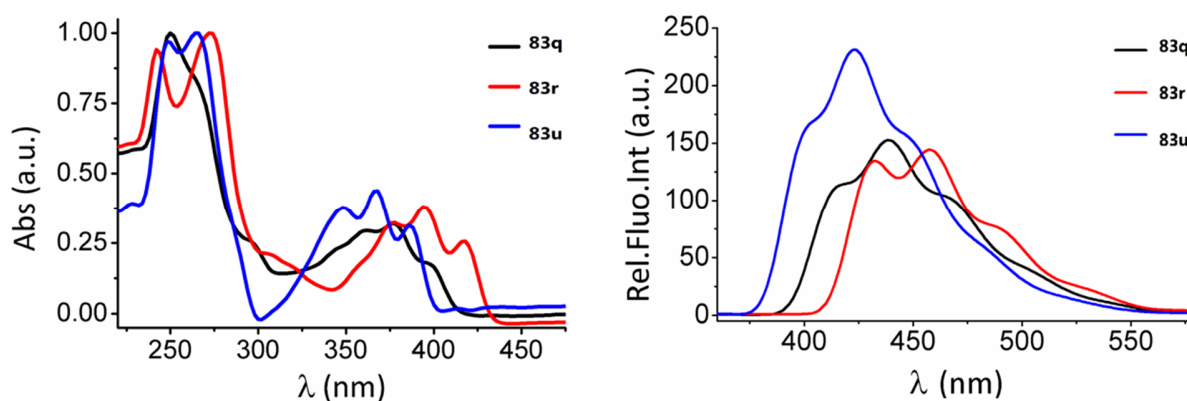 1.00
0.75
0.50
0.25
0.00
Abs (a.u.)
250 300 350 400 450
λ (nm)
83q
83r
83u
250
200
150
100
50
0
Rel.Fluo.Int (a.u.)
400 450 500 550
λ (nm)
83q
83r
83u